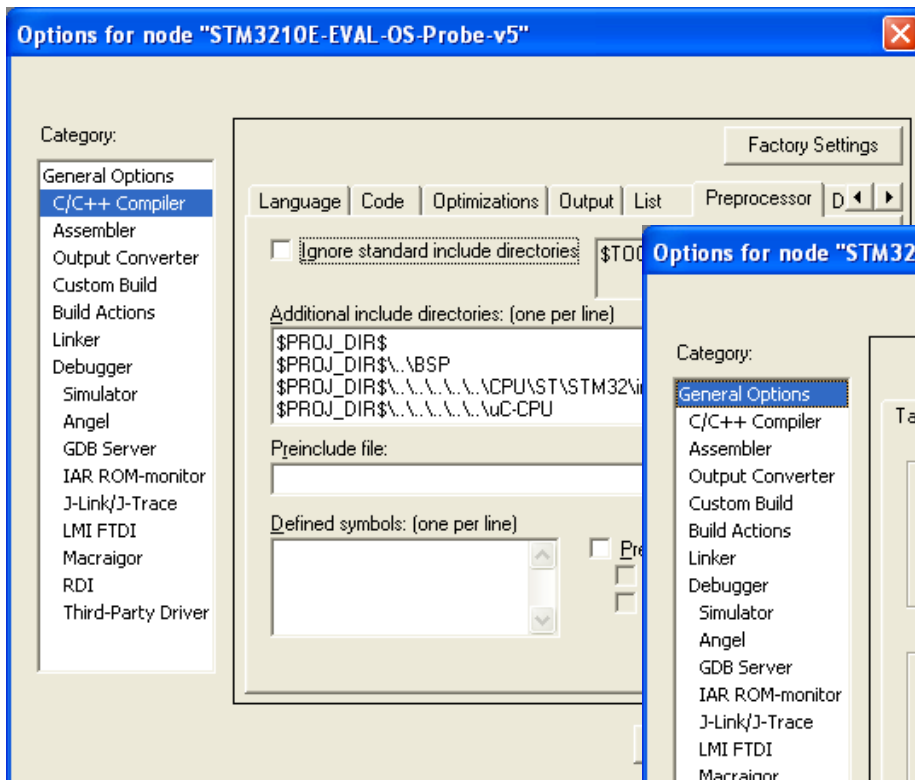 Options for node "STM3210E-EVAL-OS-Probe-v5"
Category:
General Options
C/C++ Compiler
Assembler
Output Converter
Custom Build
Build Actions
Linker
Debugger
Simulator
Angel
GDB Server
IAR ROM-monitor
J-Link/J-Trace
LMI FTDI
Macraigor
RDI
Third-Party Driver
Factory Settings
Language Code Optimizations Output List Preprocessor D
Ignore standard include directories $TOO
Additional include directories: (one per line)
$PROJ_DIR$
$PROJ_DIR$\..\BSP
$PROJ_DIR$\..\..\..\..\..\CPU\ST\STM32\i
$PROJ_DIR$\..\..\..\..\..\uC-CPU
Preinclude file:
Defined symbols: (one per line)
Pre
Options for node "STM32
Category:
General Options
C/C++ Compiler
Assembler
Output Converter
Custom Build
Build Actions
Linker
Debugger
Simulator
Angel
GDB Server
IAR ROM-monitor
J-Link/J-Trace
LMI FTDI
Macraigor
Ta